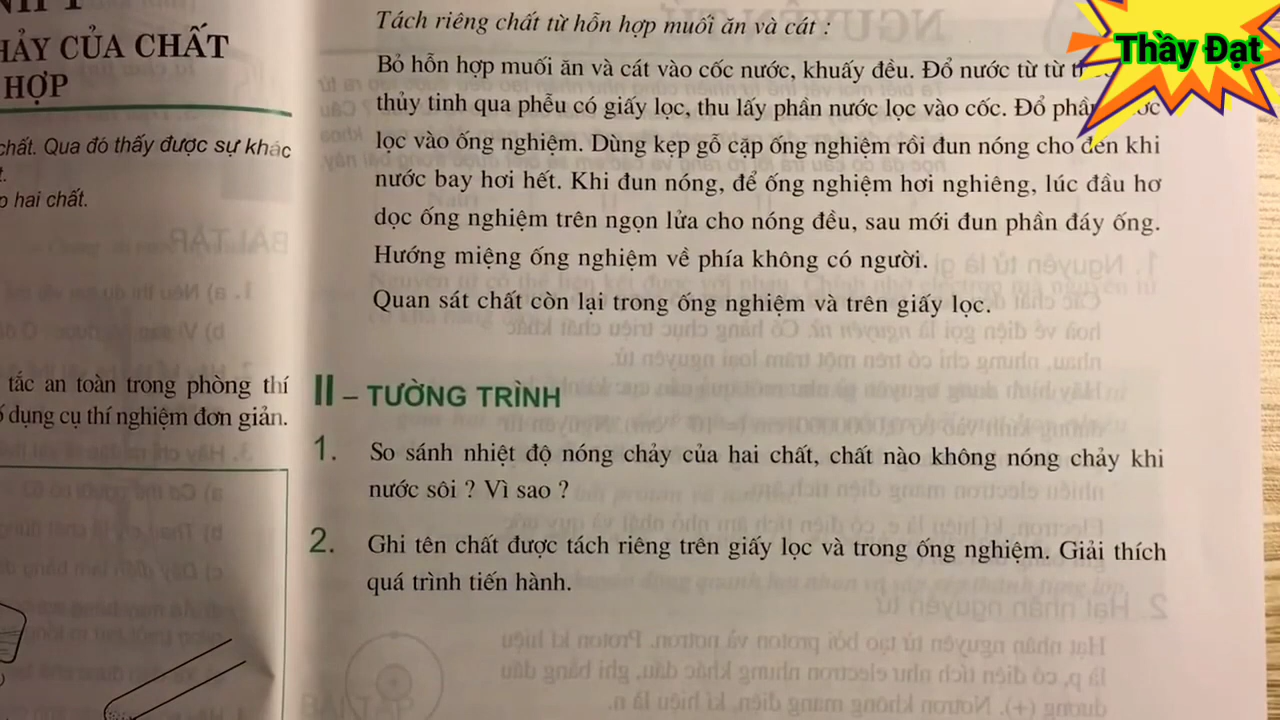 HẢY CỦA CHẤT
HỢP
chất. Qua đó thấy được sự khác
hai chất.
tắc an toàn trong phòng thí
dụng cụ thí nghiệm đơn giản.
Tách riêng chất từ hỗn hợp muối ăn và cát :
Bỏ hỗn hợp muối ăn và cát vào cốc nước, khuấy đều. Đổ nước từ từ
thủy tinh qua phễu có giấy lọc, thu lấy phần nước lọc vào cốc. Đổ phần
lọc vào ống nghiệm. Dùng kẹp gỗ cặp ống nghiệm rồi đun nóng cho đến khi
nước bay hơi hết. Khi đun nóng, để ống nghiệm hơi nghiêng, lúc đầu hơ
dọc ống nghiệm trên ngọn lửa cho nóng đều, sau mới đun phần đáy ống.
Hướng miệng ống nghiệm về phía không có người.
Quan sát chất còn lại trong ống nghiệm và trên giấy lọc.
II – TƯỜNG TRÌNH
1. So sánh nhiệt độ nóng chảy của hai chất, chất nào không nóng chảy khi
nước sôi ? Vì sao ?
2. Ghi tên chất được tách riêng trên giấy lọc và trong ống nghiệm. Giải thích
quá trình tiến hành.
Thầy Đạt